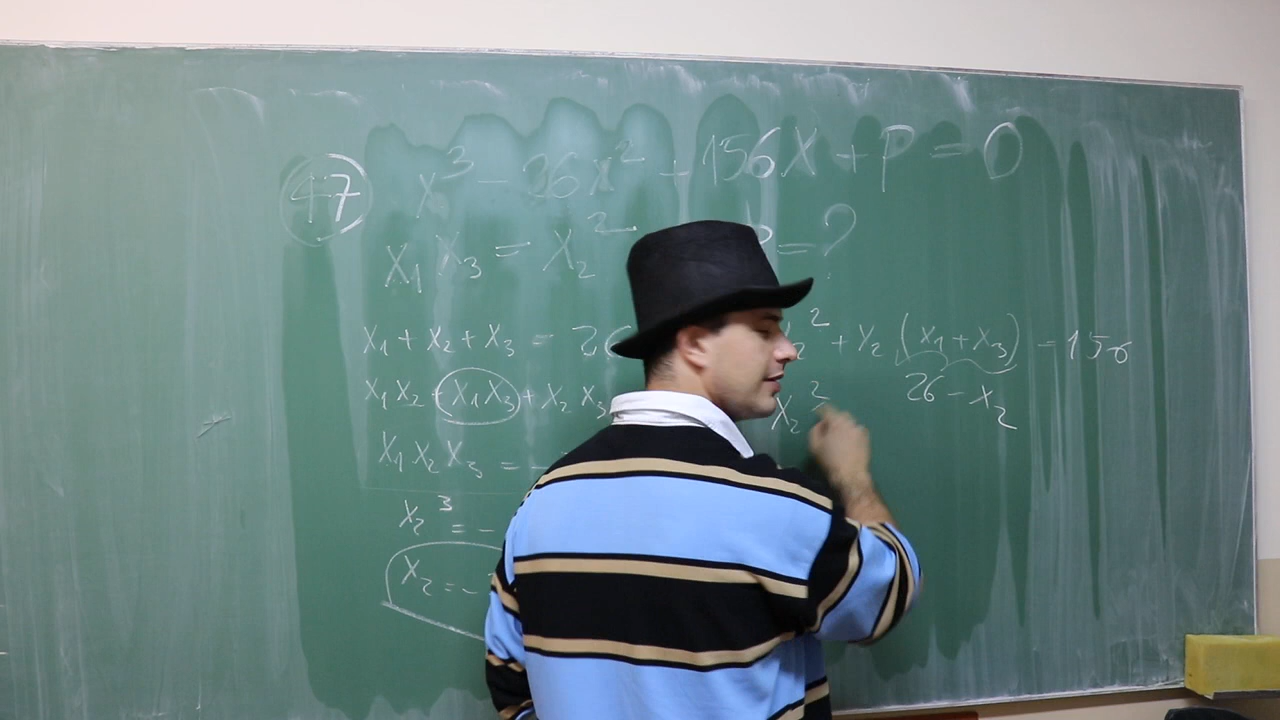 47 x³ - 26x² + 156x + p = 0
x₁x₃ = x₂² p = ?
x₁ + x₂ + x₃ = 26
x₁x₂ + x₁x₃ + x₂x₃
x₁x₂x₃ = -
x₂³ = -
x₂ = -
x₂² + x₂(x₁ + x₃) = 156
26 - x₂
x₂²